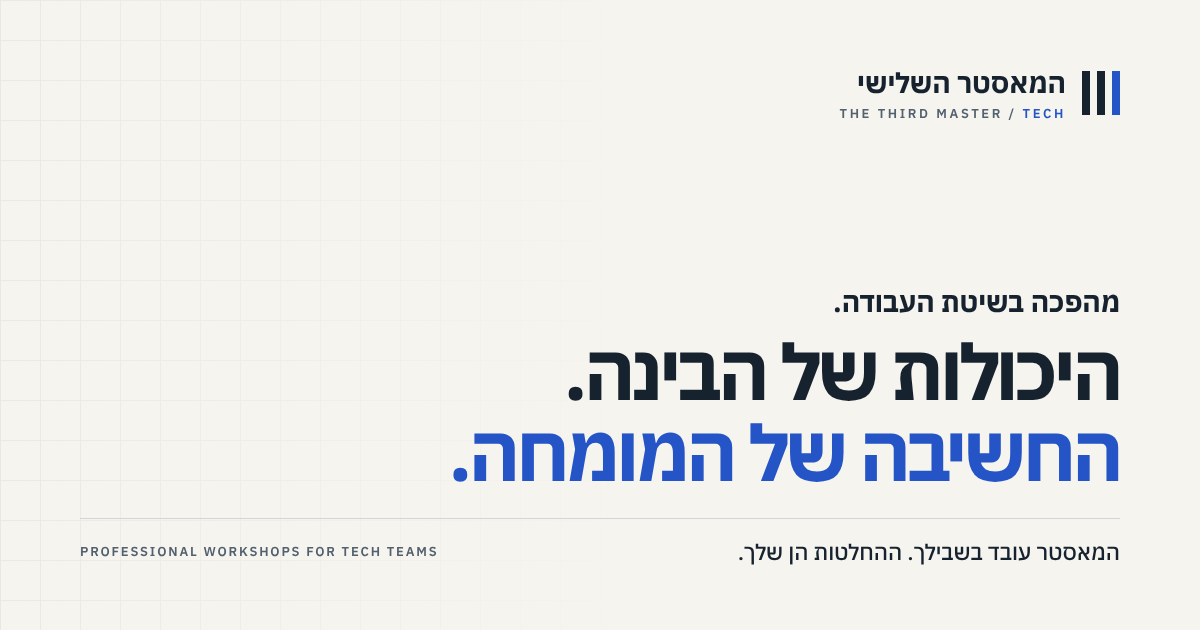 המאסטר השלישי
THE THIRD MASTER / TECH
מהפכה בשיטת העבודה.
היכולות של הבינה.
החשיבה של המומחה.
המאסטר עובד בשבילך. ההחלטות הן שלך.
PROFESSIONAL WORKSHOPS FOR TECH TEAMS